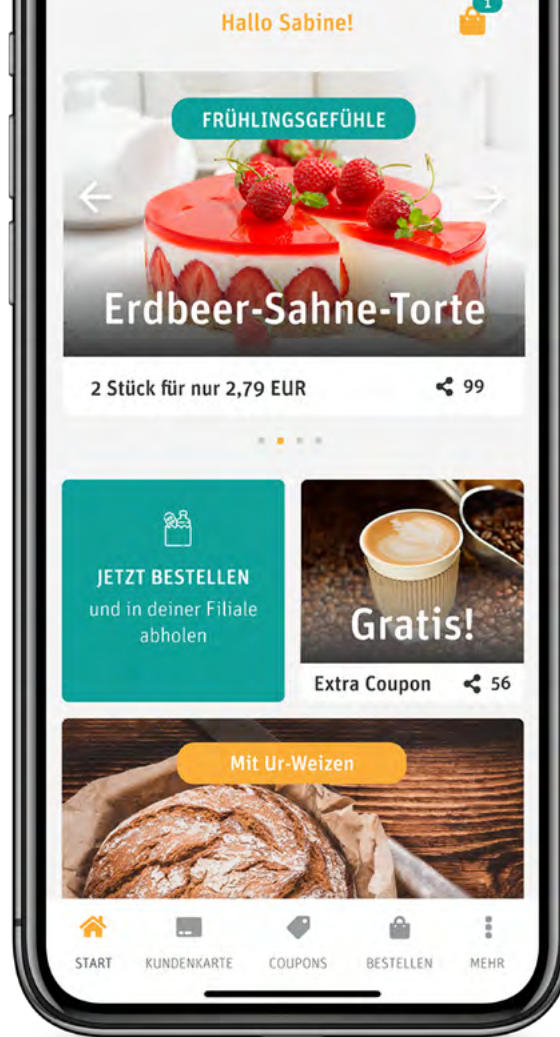 1
Hallo Sabine!
FRÜHLINGSGEFÜHLE
Erdbeer-Sahne-Torte
2 Stück für nur 2,79 EUR
99
JETZT BESTELLEN
und in deiner Filiale
abholen
Gratis!
Extra Coupon
56
Mit Ur-Weizen
START
KUNDENKARTE
COUPONS
BESTELLEN
MEHR